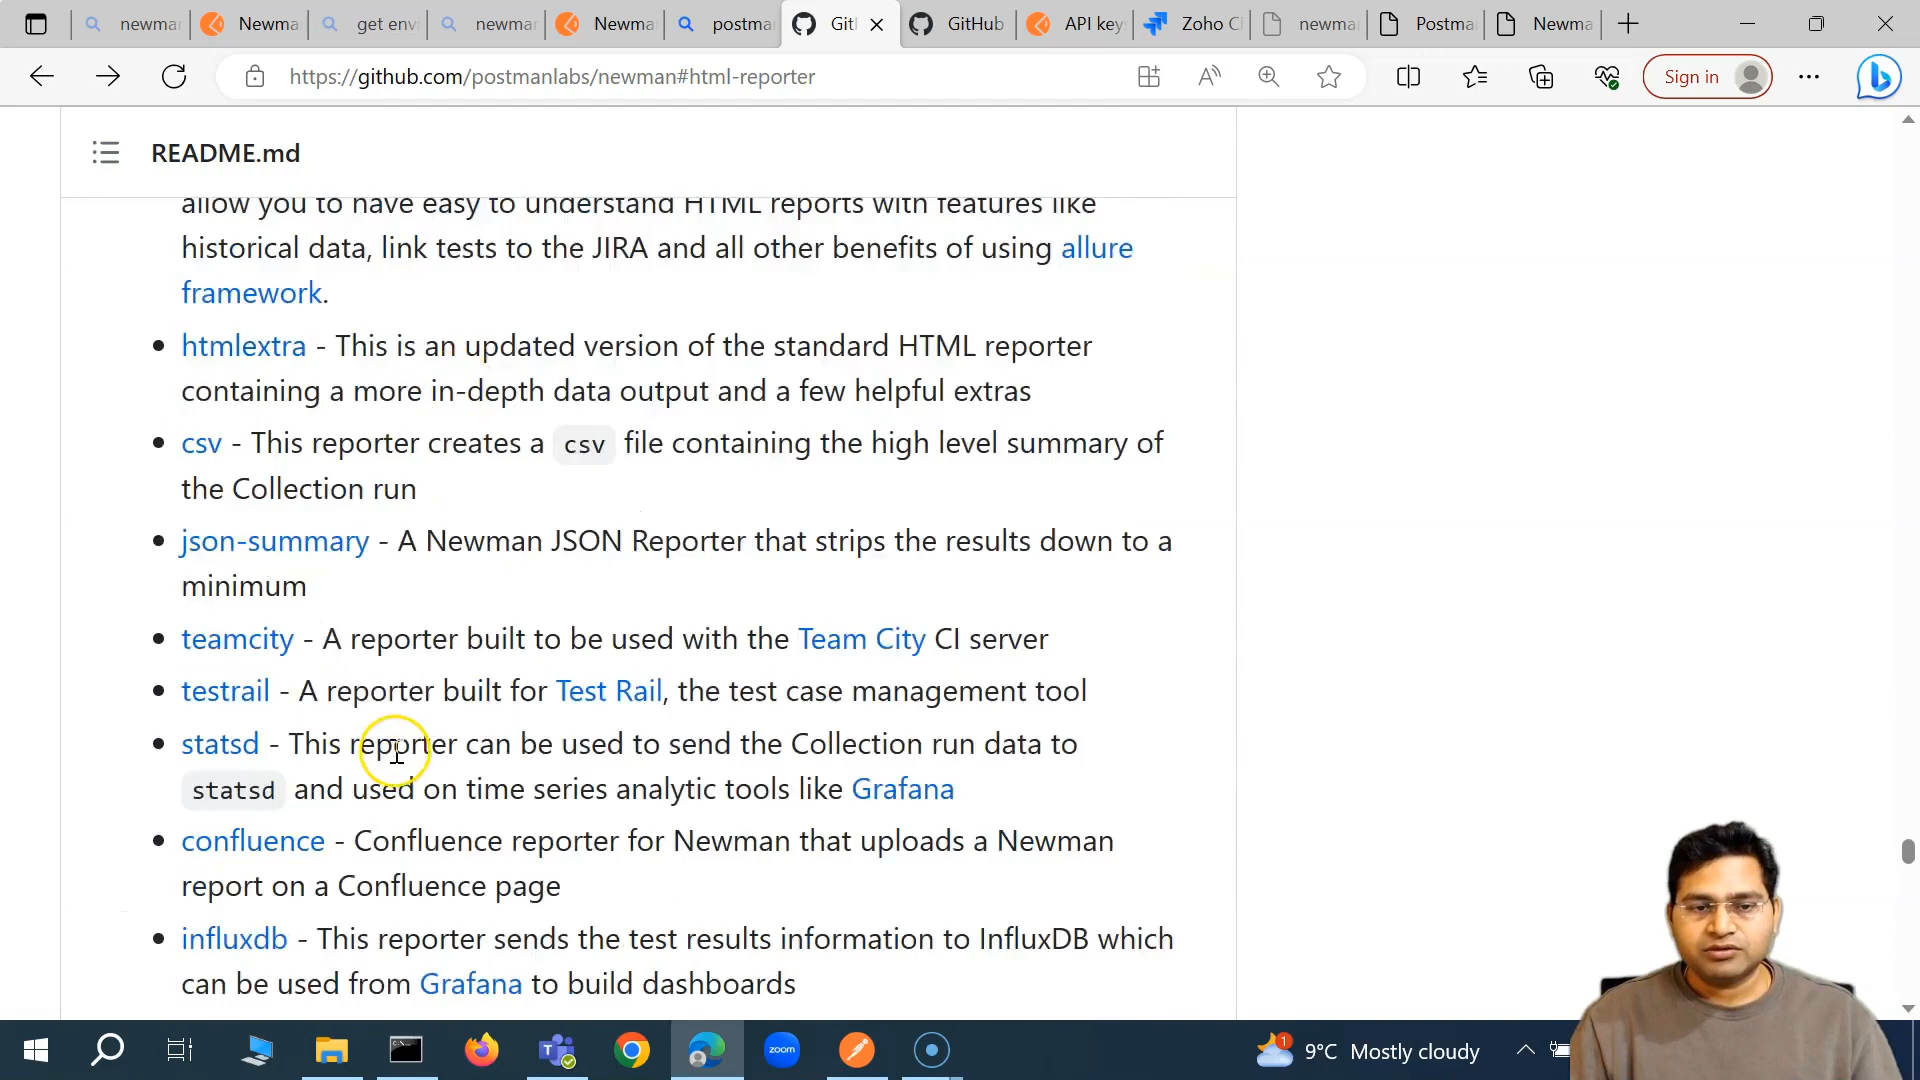 newman
Newma
get env
newman
Newma
postma
Git
GitHub
API key
Zoho C
newma
Postma
Newma
https://github.com/postmanlabs/newman#html-reporter
Sign in
README.md
allow you to have easy to understand HTML reports with features like
historical data, link tests to the JIRA and all other benefits of using allure
framework.
htmlextra - This is an updated version of the standard HTML reporter
containing a more in-depth data output and a few helpful extras
csv - This reporter creates a csv file containing the high level summary of
the Collection run
json-summary - A Newman JSON Reporter that strips the results down to a
minimum
teamcity - A reporter built to be used with the Team City CI server
testrail - A reporter built for Test Rail, the test case management tool
statsd - This reporter can be used to send the Collection run data to
statsd and used on time series analytic tools like Grafana
confluence - Confluence reporter for Newman that uploads a Newman
report on a Confluence page
influxdb - This reporter sends the test results information to InfluxDB which
can be used from Grafana to build dashboards
zoom
1
9°C Mostly cloudy